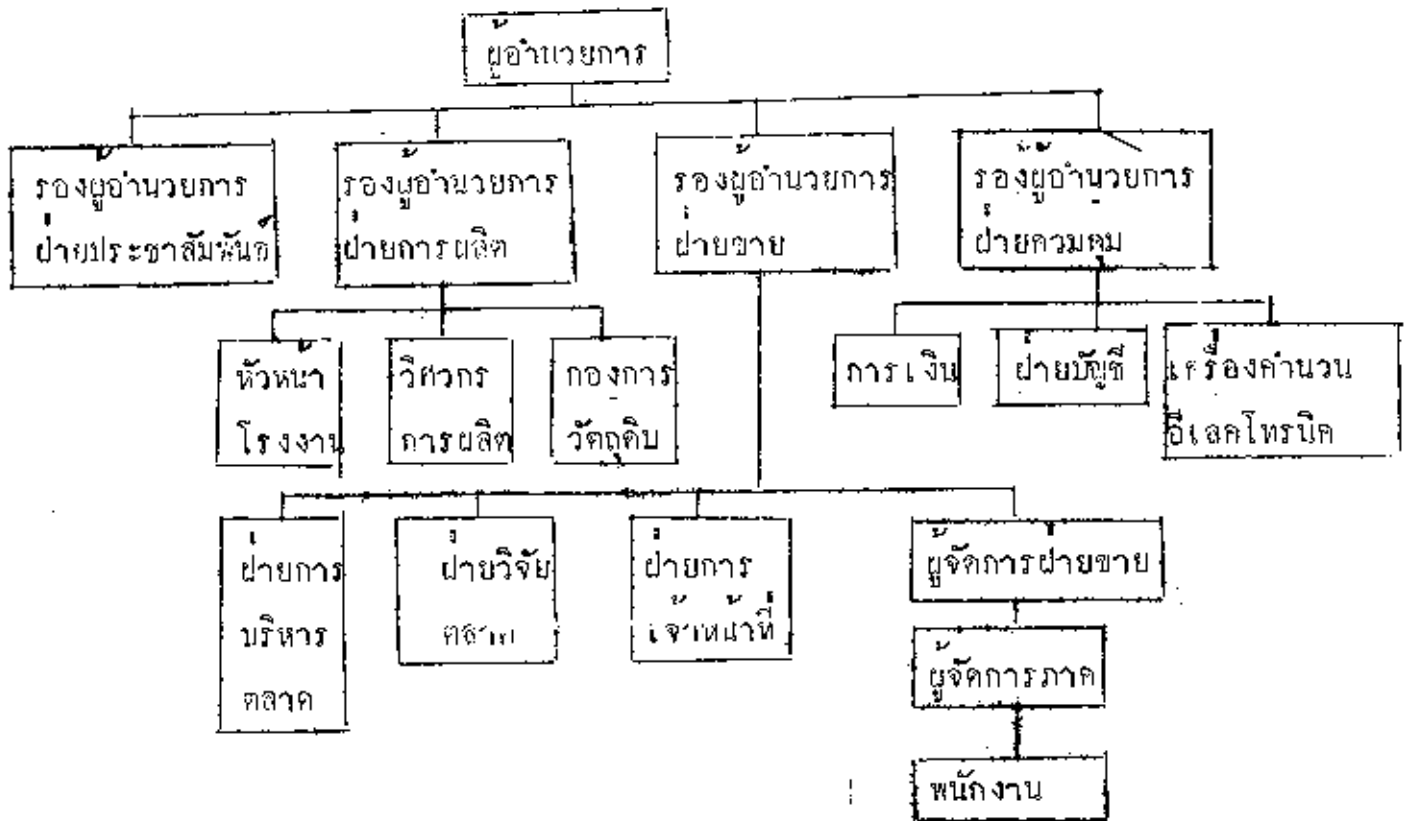 ผู้อำนวยการ
รองผู้อำนวยการ
ฝ่ายประชาสัมพันธ์
รองผู้อำนวยการ
ฝ่ายการผลิต
รองผู้อำนวยการ
ฝ่ายขาย
รองผู้อำนวยการ
ฝ่ายควมคุม
หัวหน้า
โรงงาน
วิศวกร
การผลิต
กองการ
วัตถุดิบ
การเงิน
ฝ่ายบัญชี
เครื่องคำนวน
อีเลคโทรนิค
ฝ่ายการ
บริหาร
ตลาด
ฝ่ายวิจัย
ตลาด
ฝ่ายการ
เจ้าหน้าที่
ผู้จัดการฝ่ายขาย
ผู้จัดการภาค
พนักงาน